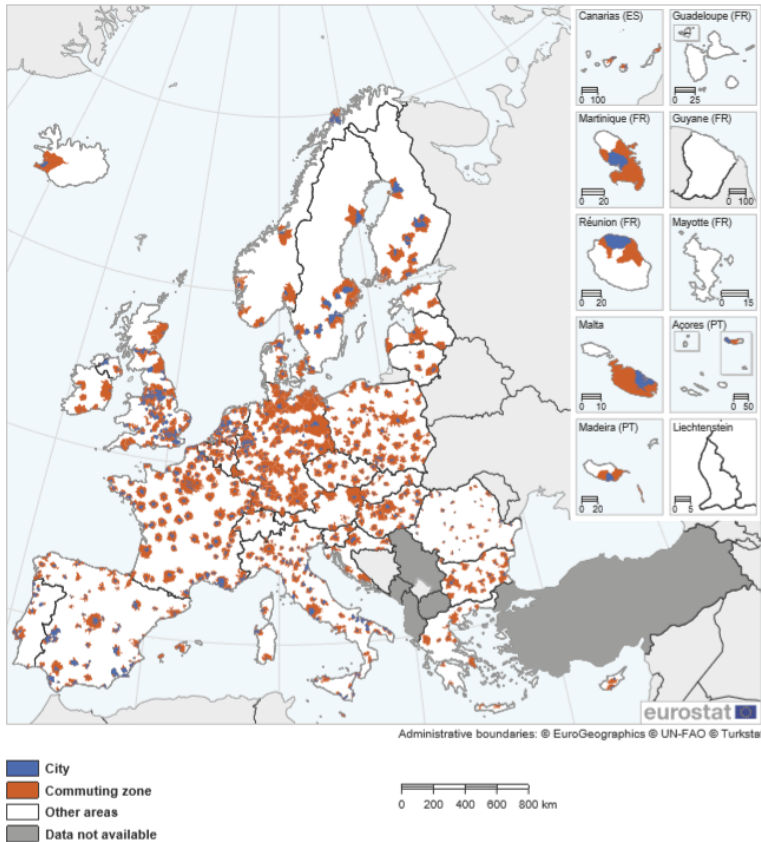 Canarias (ES)
0 100
Guadeloupe (FR)
0 25
Martinique (FR)
0 20
Guyane (FR)
0 100
Réunion (FR)
0 20
Mayotte (FR)
0 15
Malta
0 10
Açores (PT)
0 50
Madeira (PT)
0 20
Liechtenstein
0 5
eurostat
Administrative boundaries: © EuroGeographics © UN-FAO © Turkstat
City
Commuting zone
Other areas
Data not available
0 200 400 600 800 km